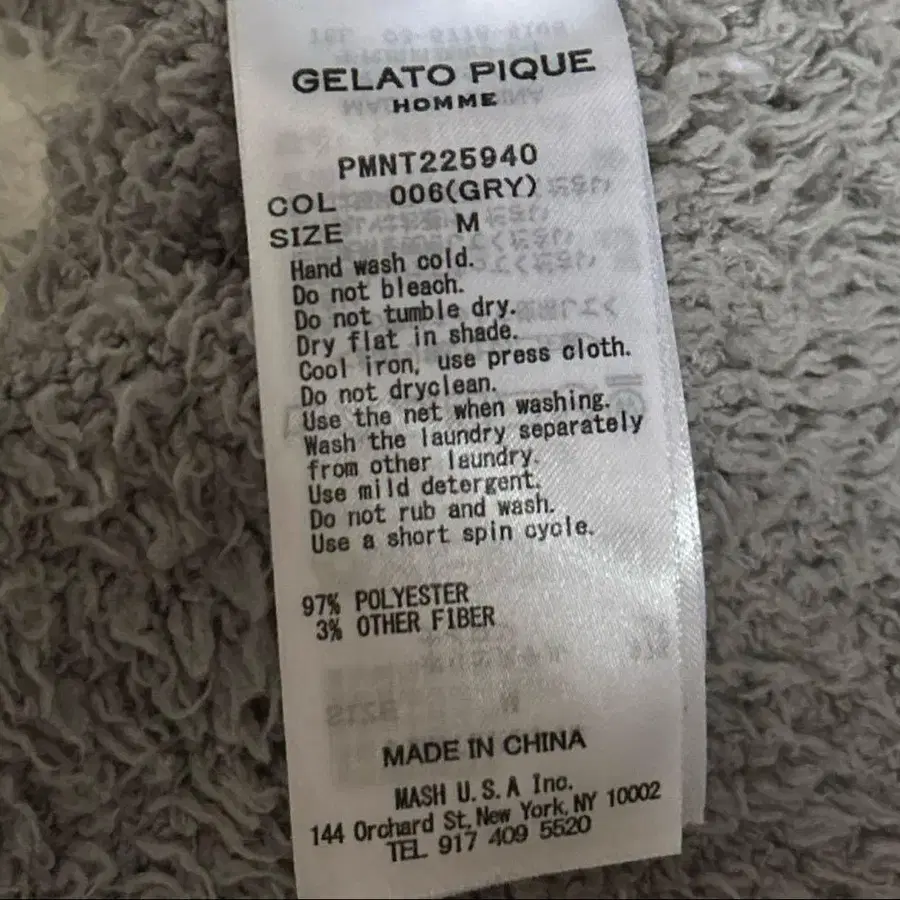 GELATO PIQUE
HOMME
PMNT225940
COL 006(GRY)
SIZE M
Hand wash cold.
Do not bleach.
Do not tumble dry.
Dry flat in shade.
Cool iron, use press cloth.
Do not dryclean.
Use the net when washing.
Wash the laundry separately
from other laundry.
Use mild detergent.
Do not rub and wash.
Use a short spin cycle.
97% POLYESTER
3% OTHER FIBER
MADE IN CHINA
MASH U.S.A Inc.
144 Orchard St, New York, NY 10002
TEL 917 409 5520